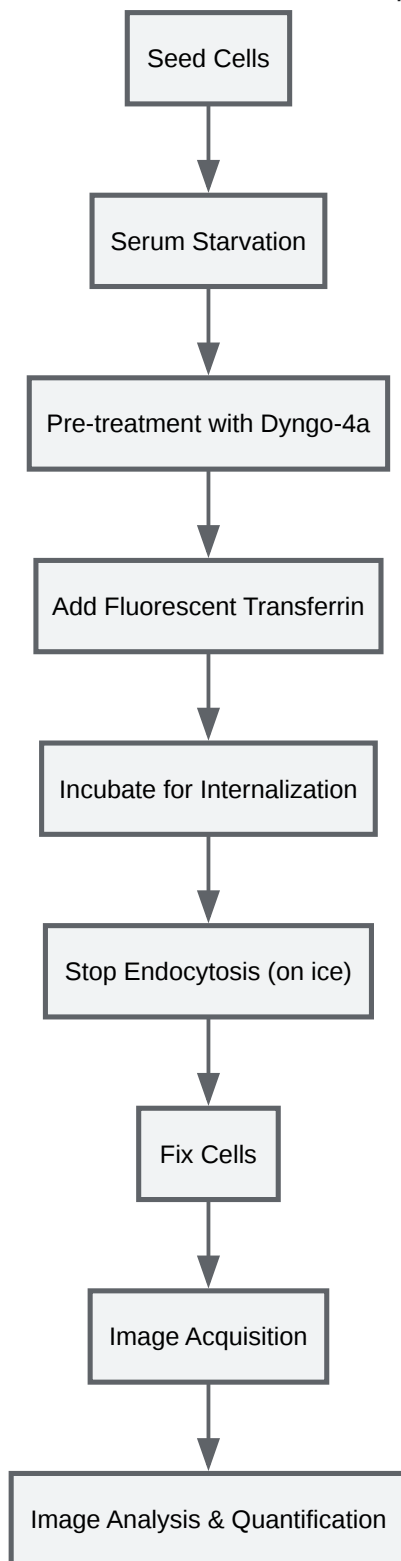 Seed Cells
Serum Starvation
Pre-treatment with Dyngo-4a
Add Fluorescent Transferrin
Incubate for Internalization
Stop Endocytosis (on ice)
Fix Cells
Image Acquisition
Image Analysis & Quantification